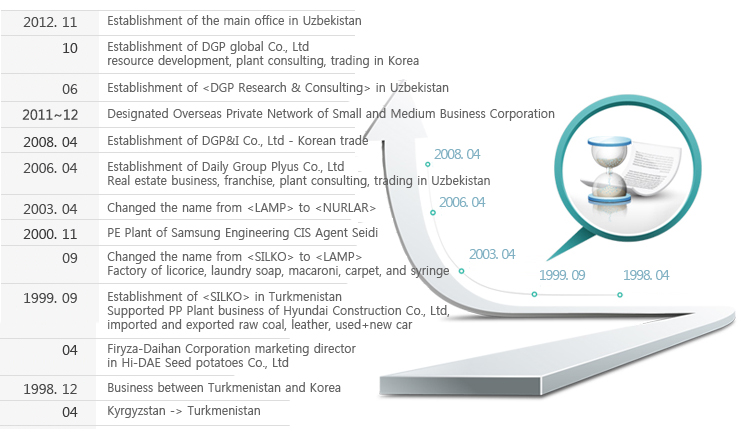 2012. 11 Establishment of the main office in Uzbekistan
10 Establishment of DGP global Co., Ltd
resource development, plant consulting, trading in Korea
06 Establishment of <DGP Research & Consulting> in Uzbekistan
2011~12 Designated Overseas Private Network of Small and Medium Business Corporation
2008. 04 Establishment of DGP&I Co., Ltd - Korean trade
2006. 04 Establishment of Daily Group Plyus Co., Ltd
Real estate business, franchise, plant consulting, trading in Uzbekistan
2003. 04 Changed the name from <LAMP> to <NURLAR>
2000. 11 PE Plant of Samsung Engineering CIS Agent Seidi
09 Changed the name from <SILKO> to <LAMP>
Factory of licorice, laundry soap, macaroni, carpet, and syringe
1999. 09 Establishment of <SILKO> in Turkmenistan
Supported PP Plant business of Hyundai Construction Co., Ltd,
imported and exported raw coal, leather, used+new car
04 Firyza-Daihan Corporation marketing director
in Hi-DAE Seed potatoes Co., Ltd
1998. 12 Business between Turkmenistan and Korea
04 Kyrgyzstan -> Turkmenistan
2008. 04
2006. 04
2003. 04
1999. 09
1998. 04